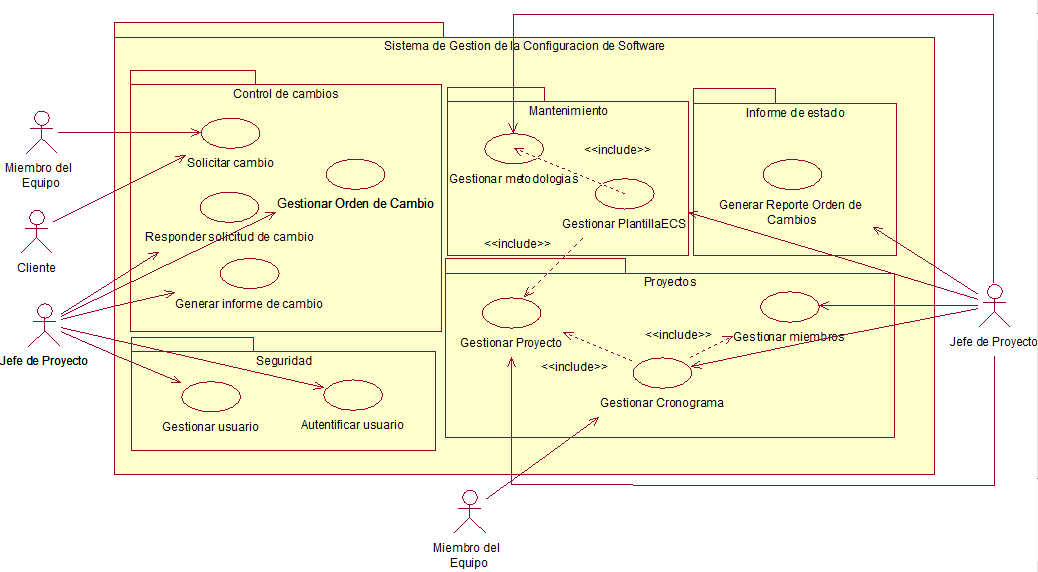 Sistema de Gestion de la Configuracion de Software
Control de cambios
Solicitar cambio
Gestionar Orden de Cambio
Responder solicitud de cambio
Generar informe de cambio
Mantenimiento
<<include>>
Gestionar metodologias
Gestionar PlantillaECS
<<include>>
Informe de estado
Generar Reporte Orden de
Cambios
Proyectos
Gestionar Proyecto
<<include>>
Gestionar miembros
<<include>>
Gestionar Cronograma
Seguridad
Gestionar usuario
Autentificar usuario
Miembro del
Equipo
Cliente
Jefe de Proyecto
Jefe de Proyecto
Miembro del
Equipo